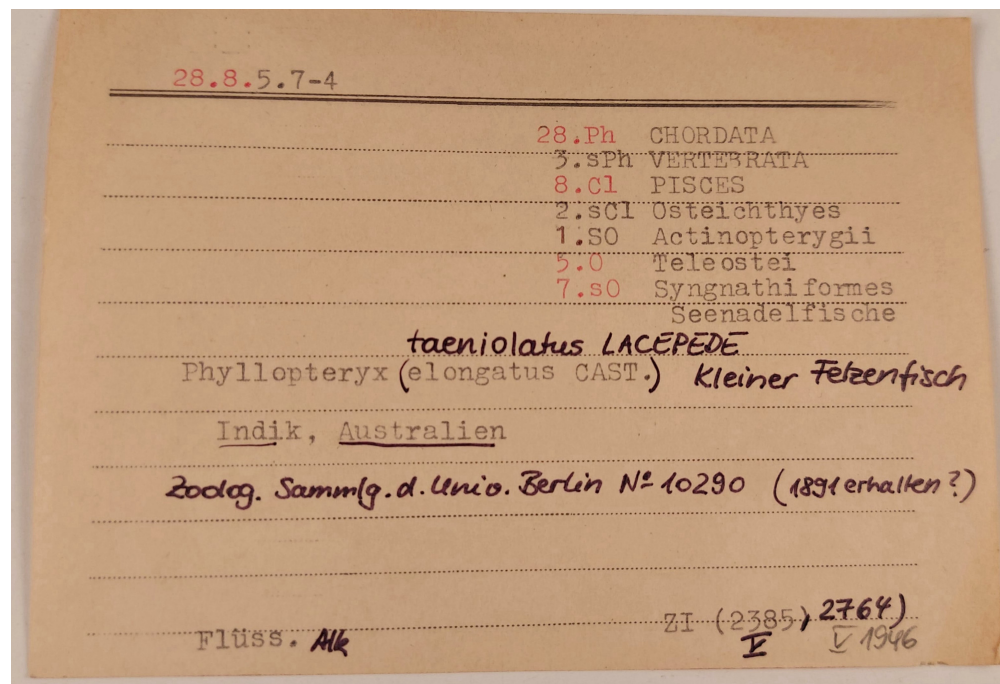 28.8.5.7-4
28.Ph CHORDATA
3.sPh VERTEBRATA
8.Cl PISCES
2.sCl Osteichthyes
1.SO Actinopterygii
5.O Teleostei
7.sO Syngnathiformes
Seenadelfische
taeniolatus LACEPEDE
Phyllopteryx (elongatus CAST.) Kleiner Fetzenfisch
Indik, Australien
Zoolog. Sammlg. d. Univ. Berlin Nº 10290 (1891 erhalten?)
Flüss. Alk ZI (2385), 2764)
V V 1946